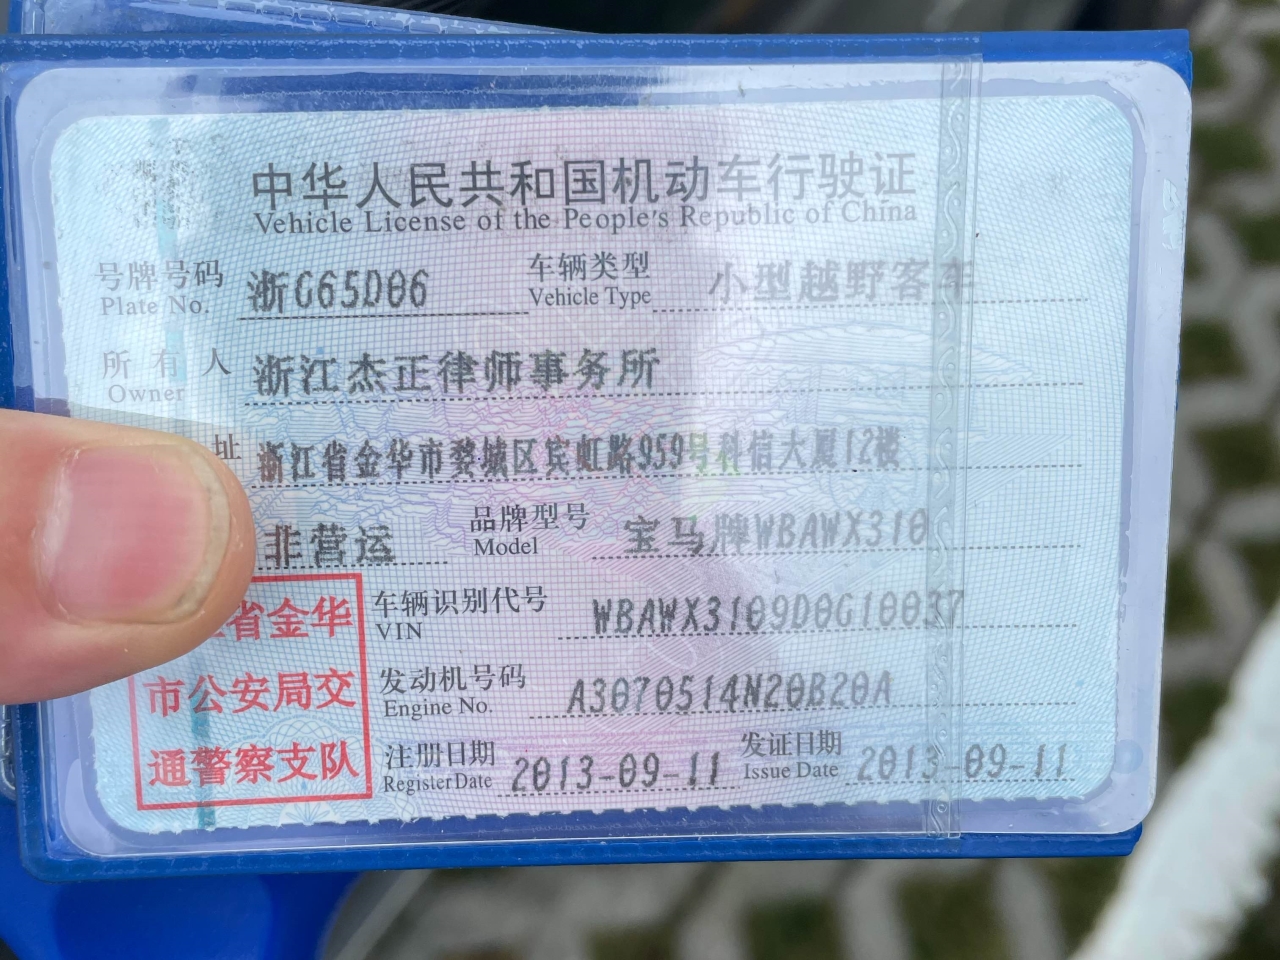 中华人民共和国机动车行驶证
Vehicle License of the People's Republic of China
号牌号码 浙G65D06 车辆类型 小型越野客车
Plate No. Vehicle Type
所有人 浙江杰正律师事务所
Owner
址 浙江省金华市婺城区宾虹路959号科信大厦12楼
非营运 品牌型号 宝马牌WBAWX310
Model
车辆识别代号 WBAWX3109D0G10037
VIN
省金华
市公安局交
通警察支队
发动机号码 A3070514N20B20A
Engine No.
注册日期 2013-09-11 发证日期 2013-09-11
Register Date Issue Date